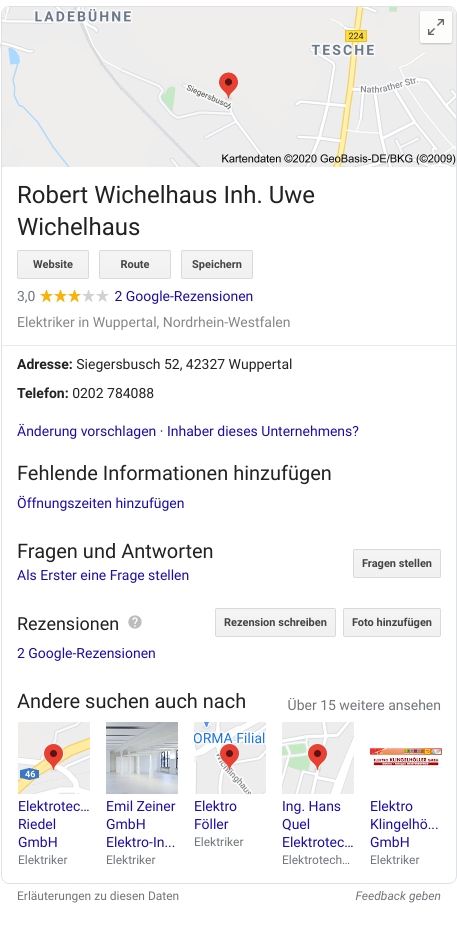 LADEBÜHNE
224
TESCHE
Siegersbusch
Nathrather Str.
Kartendaten ©2020 GeoBasis-DE/BKG (©2009)
Robert Wichelhaus Inh. Uwe
Wichelhaus
Website Route Speichern
3,0 2 Google-Rezensionen
Elektriker in Wuppertal, Nordrhein-Westfalen
Adresse: Siegersbusch 52, 42327 Wuppertal
Telefon: 0202 784088
Änderung vorschlagen · Inhaber dieses Unternehmens?
Fehlende Informationen hinzufügen
Öffnungszeiten hinzufügen
Fragen und Antworten
Fragen stellen
Als Erster eine Frage stellen
Rezensionen ? Rezension schreiben Foto hinzufügen
2 Google-Rezensionen
Andere suchen auch nach Über 15 weitere ansehen
46
ORMA Filial
ELEKTRO KLINGELHÖLLER GMBH
Elektrotec...
Riedel
GmbH
Elektriker
Emil Zeiner
GmbH
Elektro-In...
Elektriker
Elektro
Föller
Elektriker
Ing. Hans
Quel
Elektrotec...
Elektrotech...
Elektro
Klingelhö...
GmbH
Elektriker
Erläuterungen zu diesen Daten Feedback geben